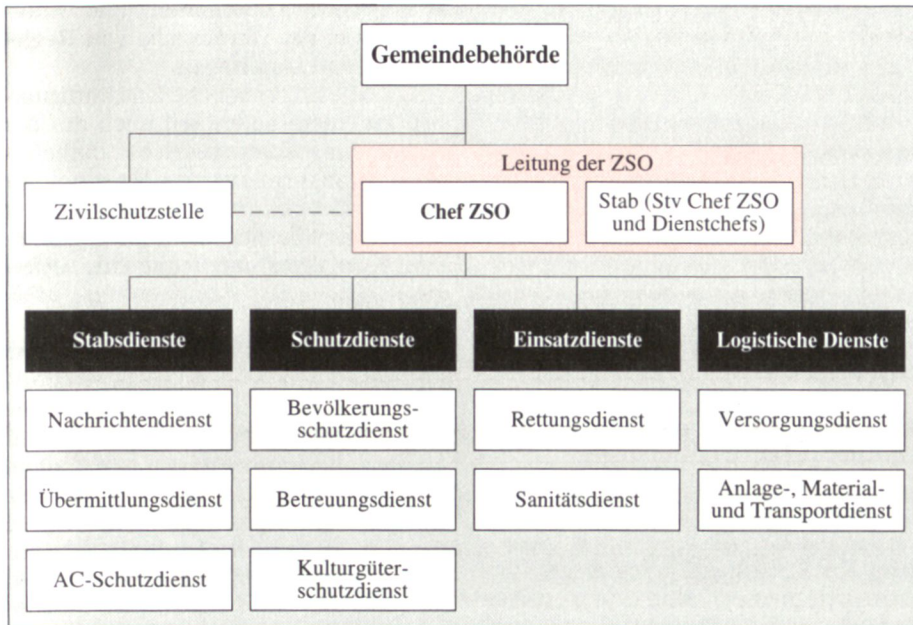 Gemeindebehörde
Leitung der ZSO
Zivilschutzstelle
Chef ZSO
Stab (Stv Chef ZSO
und Dienstchefs)
Stabsdienste
Schutzdienste
Einsatzdienste
Logistische Dienste
Nachrichtendienst
Bevölkerungs-
schutzdienst
Rettungsdienst
Versorgungsdienst
Übermittlungsdienst
Betreuungsdienst
Sanitätsdienst
Anlage-, Material-
und Transportdienst
AC-Schutzdienst
Kulturgüter-
schutzdienst